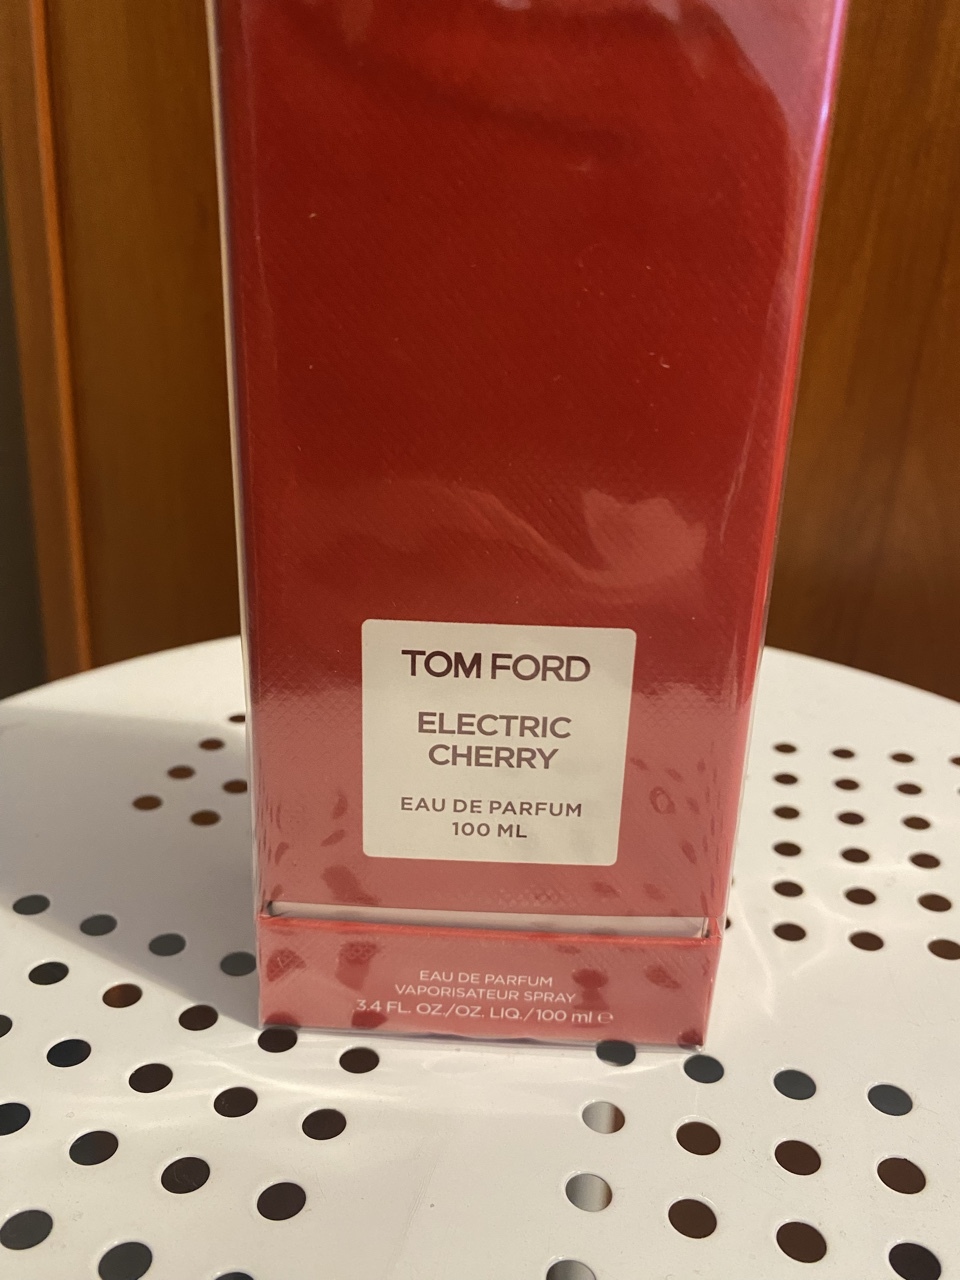 TOM FORD
ELECTRIC
CHERRY
EAU DE PARFUM
100 ML
EAU DE PARFUM
VAPORISATEUR SPRAY
3.4 FL. OZ./OZ. LIQ./100 ml ℮